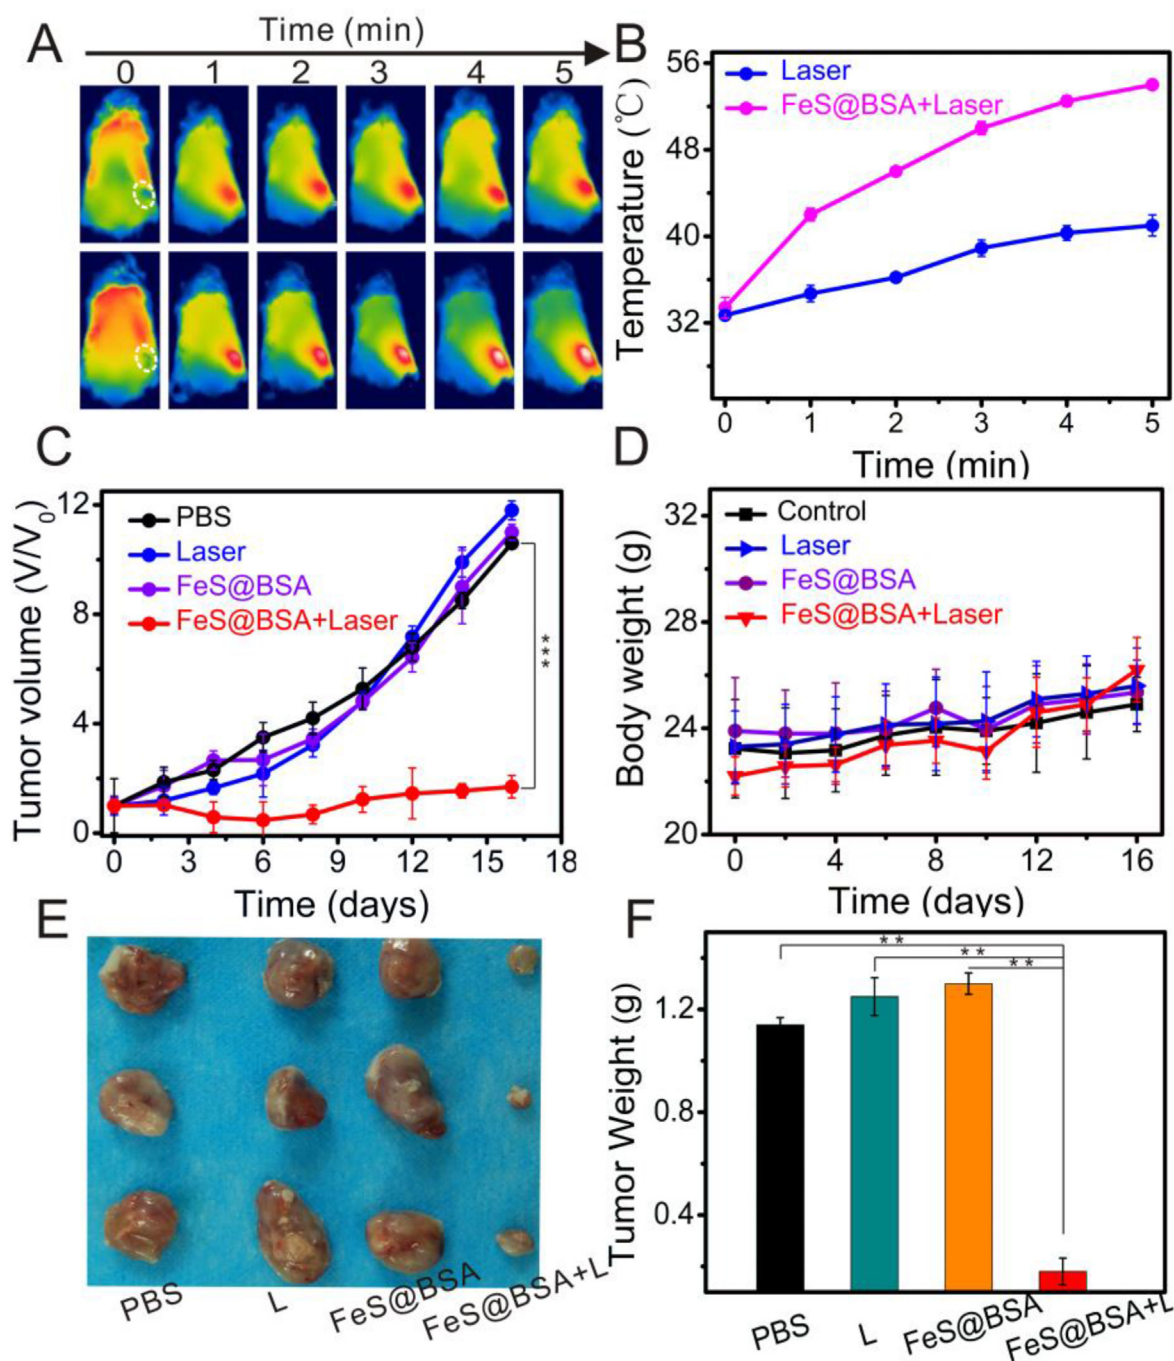 A
Time (min)
0 1 2 3 4 5
B
Laser
FeS@BSA+Laser
Temperature (℃)
56
48
40
32
0 1 2 3 4 5
Time (min)
C
PBS
Laser
FeS@BSA
FeS@BSA+Laser
***
Tumor volume (V/V0)
12
8
4
0
0 3 6 9 12 15 18
Time (days)
D
Control
Laser
FeS@BSA
FeS@BSA+Laser
Body weight (g)
32
28
24
20
0 4 8 12 16
Time (days)
E
PBS L FeS@BSA FeS@BSA+L
F
**
**
**
Tumor Weight (g)
1.2
0.8
0.4
PBS L FeS@BSA FeS@BSA+L